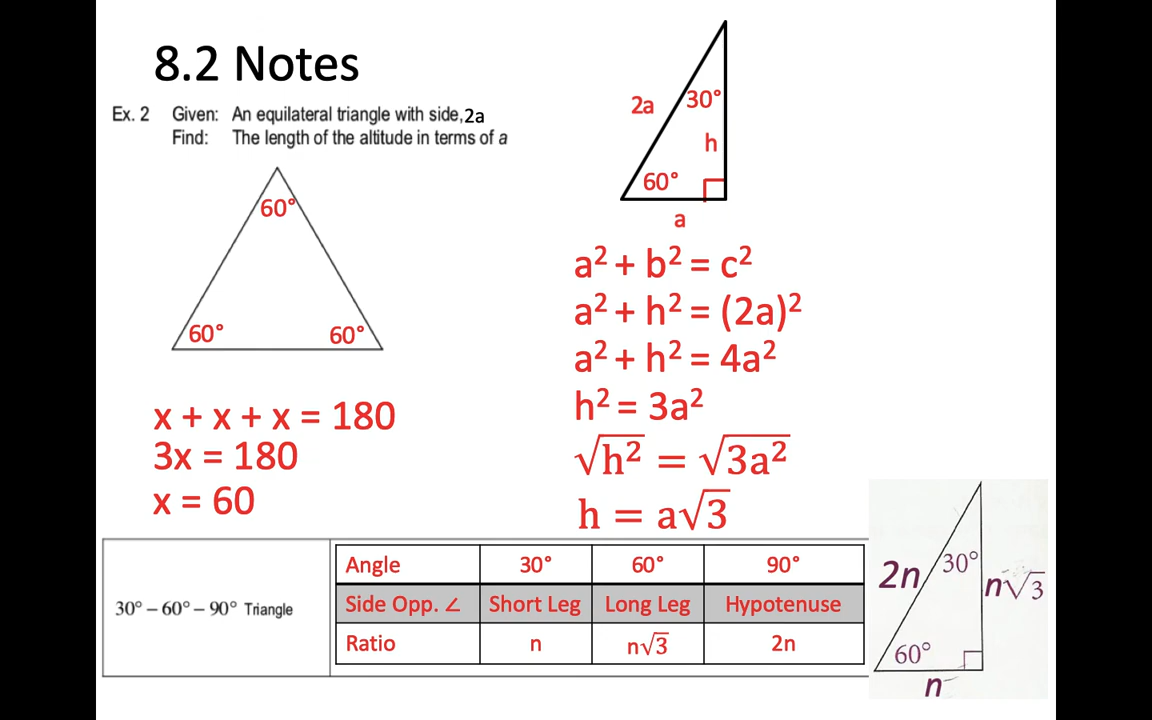 8.2 Notes
Ex. 2 Given: An equilateral triangle with side,2a
Find: The length of the altitude in terms of a
60°
60° 60°
x + x + x = 180
3x = 180
x = 60
2a 30°
h
60°
a
a² + b² = c²
a² + h² = (2a)²
a² + h² = 4a²
h² = 3a²
√h² = √3a²
h = a√3
30° – 60° – 90° Triangle
Angle 30° 60° 90°
Side Opp. ∠ Short Leg Long Leg Hypotenuse
Ratio n n√3 2n
2n 30° n√3
60°
n